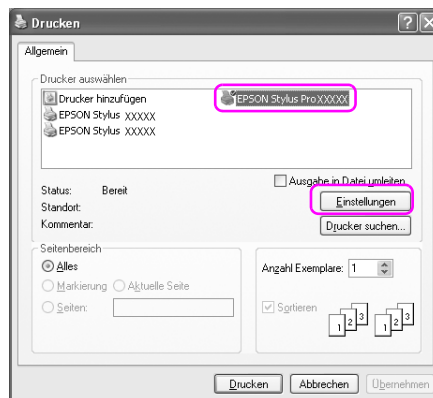 Drucken
Allgemein
Drucker auswählen
Drucker hinzufügen
EPSON Stylus ProXXXXX
EPSON Stylus XXXXX
EPSON Stylus XXXXX
Ausgabe in Datei umleiten
Status: Bereit
Einstellungen
Standort:
Kommentar:
Drucker suchen...
Seitenbereich
Alles
Anzahl Exemplare: 1
Markierung
Aktuelle Seite
Seiten:
Sortieren
1 2 3 1 2 3
Drucken
Abbrechen
Übernehmen